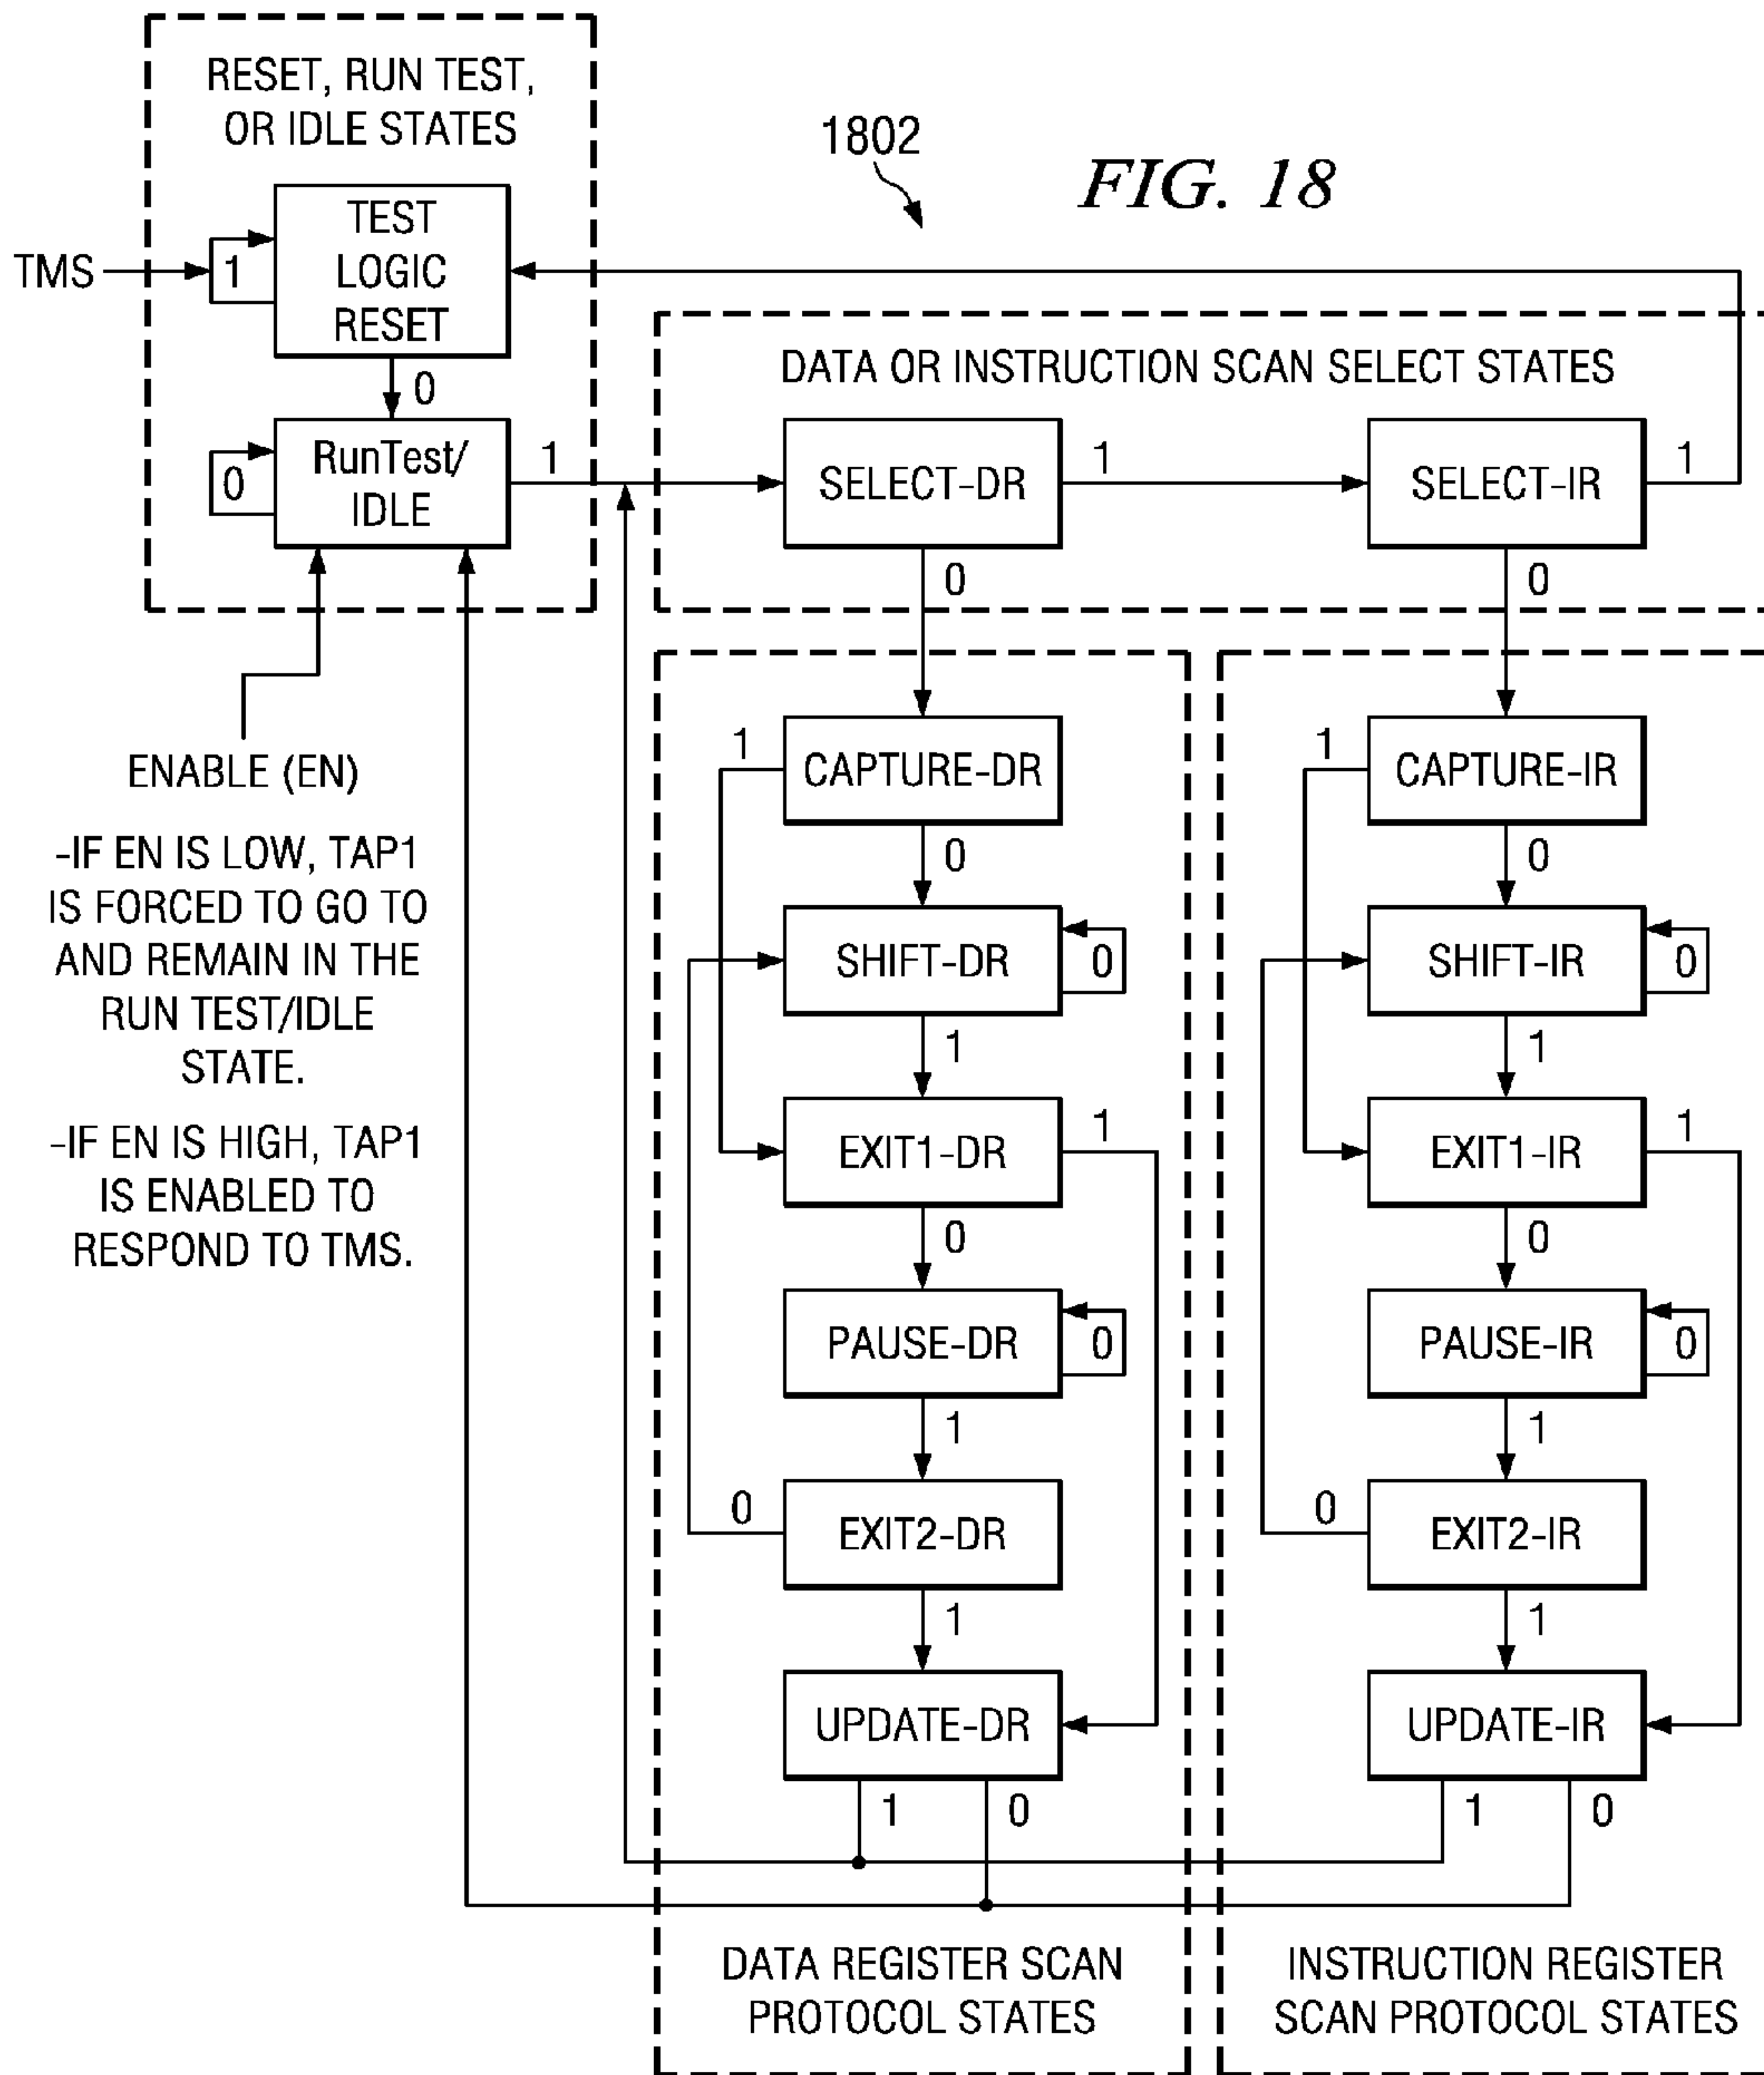 RESET, RUN TEST,
OR IDLE STATES
1802
FIG. 18
TEST
LOGIC
RESET
TMS
1
0
DATA OR INSTRUCTION SCAN SELECT STATES
RunTest/
IDLE
0
1
SELECT-DR
1
SELECT-IR
1
0
0
ENABLE (EN)
-IF EN IS LOW, TAP1
IS FORCED TO GO TO
AND REMAIN IN THE
RUN TEST/IDLE
STATE.
-IF EN IS HIGH, TAP1
IS ENABLED TO
RESPOND TO TMS.
1
CAPTURE-DR
0
SHIFT-DR
0
1
EXIT1-DR
1
0
PAUSE-DR
0
1
0
EXIT2-DR
1
UPDATE-DR
1
0
DATA REGISTER SCAN
PROTOCOL STATES
1
CAPTURE-IR
0
SHIFT-IR
0
1
EXIT1-IR
1
0
PAUSE-IR
0
1
0
EXIT2-IR
1
UPDATE-IR
1
0
INSTRUCTION REGISTER
SCAN PROTOCOL STATES